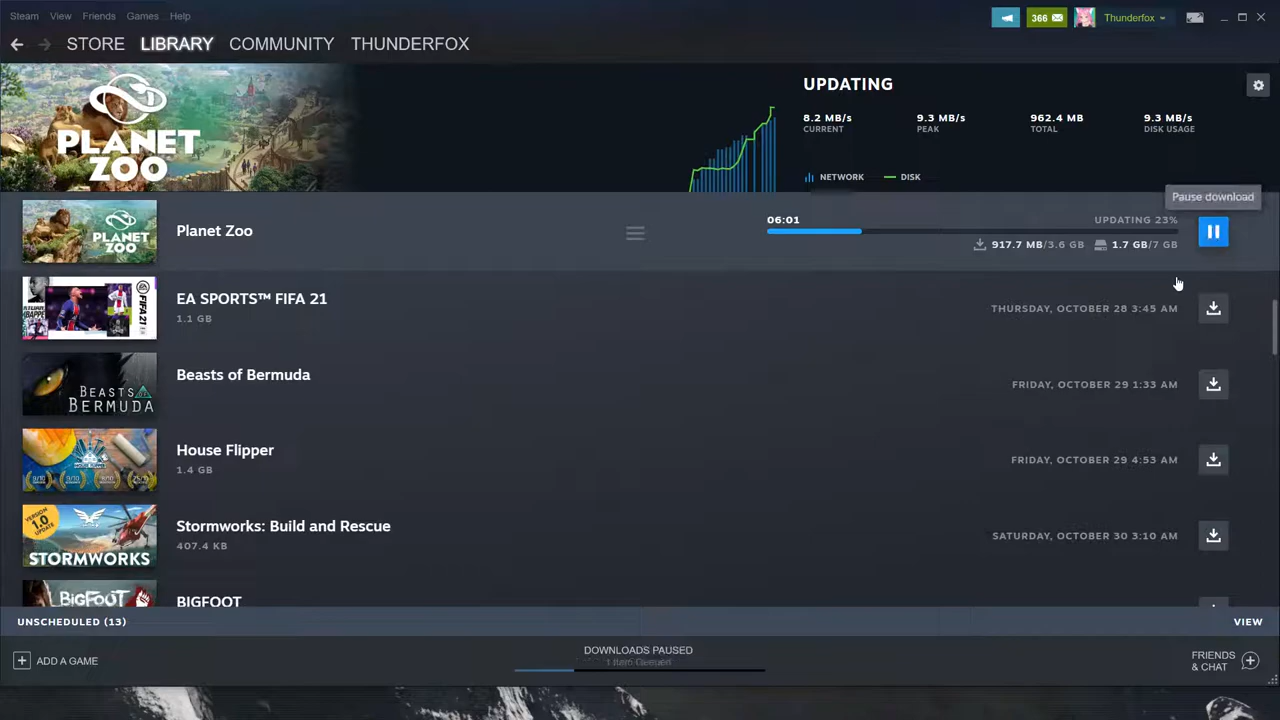 Steam View Friends Games Help
366 Thunderfox
STORE LIBRARY COMMUNITY THUNDERFOX
PLANET
ZOO
UPDATING
8.2 MB/s 9.3 MB/s 962.4 MB 9.3 MB/s
CURRENT PEAK TOTAL DISK USAGE
NETWORK DISK
Pause download
PLANET
ZOO
Planet Zoo
06:01 UPDATING 23%
917.7 MB/3.6 GB 1.7 GB/7 GB
FIFA 21
EA SPORTS™ FIFA 21
1.1 GB
THURSDAY, OCTOBER 28 3:45 AM
BEASTS OF
BERMUDA
Beasts of Bermuda
FRIDAY, OCTOBER 29 1:33 AM
House Flipper
1.4 GB
FRIDAY, OCTOBER 29 4:53 AM
VERSION
1.0
UPDATE
STORMWORKS
Stormworks: Build and Rescue
407.4 KB
SATURDAY, OCTOBER 30 3:10 AM
BIGFOOT
BIGFOOT
UNSCHEDULED (13) VIEW
ADD A GAME
DOWNLOADS PAUSED
1 Item Queued
FRIENDS
& CHAT